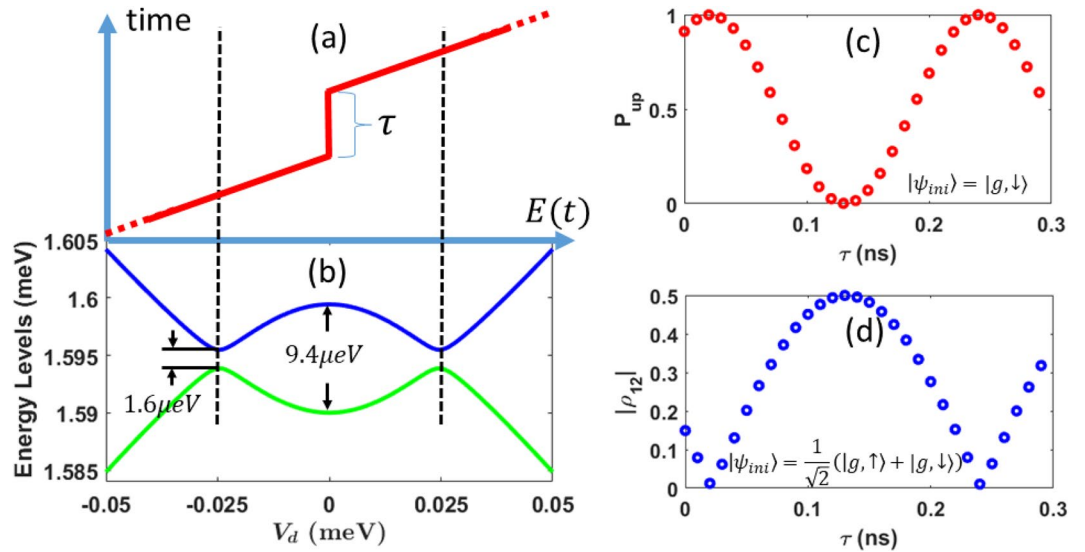 time
(a)
τ
E(t)
(b)
Energy Levels (meV)
1.605
1.6
1.595
1.59
1.585
9.4μeV
1.6μeV
-0.05
-0.025
0
0.025
0.05
V_d (meV)
(c)
P_up
1
0.5
0
|ψ_ini⟩ = |g,↓⟩
0
0.1
0.2
0.3
τ (ns)
(d)
|ρ_12|
0.5
0.4
0.3
0.2
0.1
0
|ψ_ini⟩ = 1/√2 (|g,↑⟩ + |g,↓⟩)
0
0.1
0.2
0.3
τ (ns)